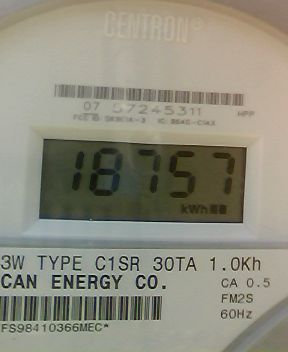 CENTRON®
07 57245311 HPP
18757
kWh
3W TYPE C1SR 30TA 1.0Kh
CAN ENERGY CO. CA 0.5
FM2S
60Hz
FS98410366MEC*